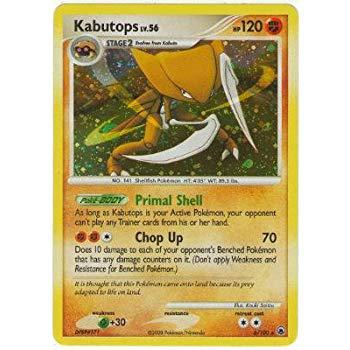 Kabutops LV.56
HP 120
STAGE 2 Evolves from Kabuto
NO. 141 Shellfish Pokémon HT: 4'03" WT: 89.3 lbs.
POKé-BODY Primal Shell
As long as Kabutops is your Active Pokémon, your opponent
can't play any Trainer cards from his or her hand.
Chop Up 70
Does 10 damage to each of your opponent's Benched Pokémon
that has any damage counters on it. (Don't apply Weakness and
Resistance for Benched Pokémon.)
It is thought that this Pokémon came onto land because its prey
adapted to life on land.
weakness resistance retreat cost
+30
©2008 Pokémon/Nintendo 6/100